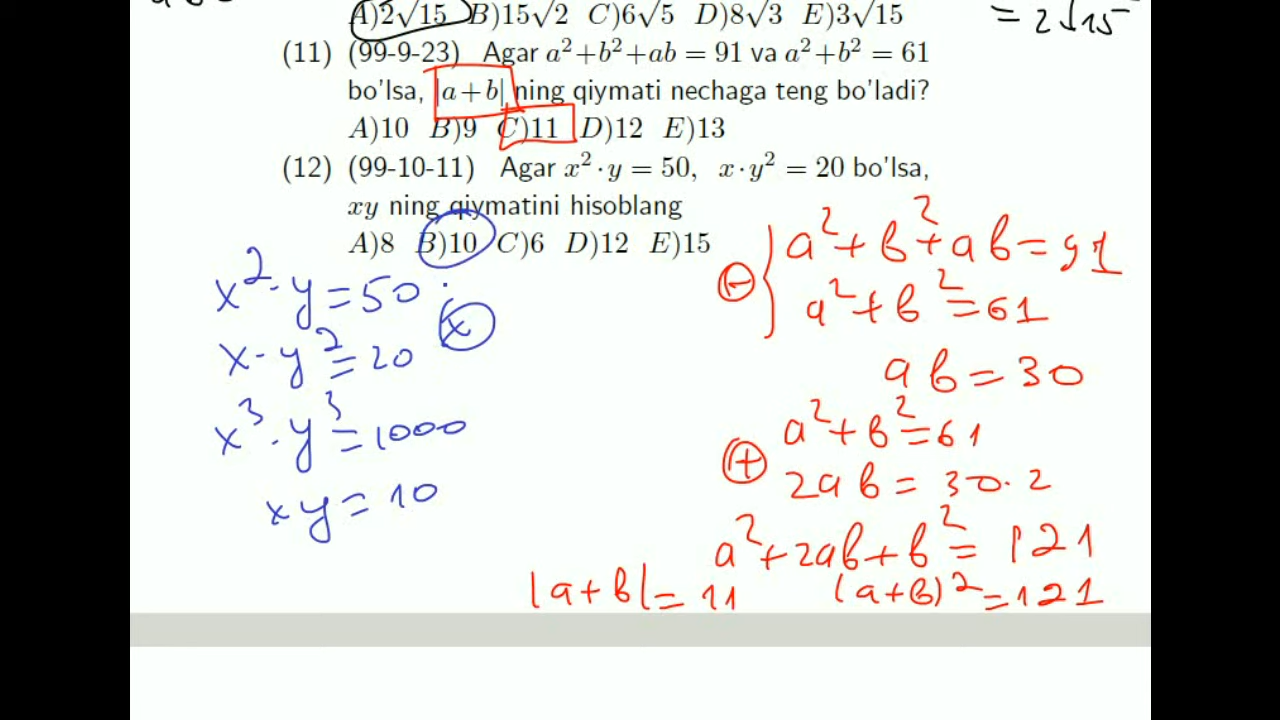 A)2√15 B)15√2 C)6√5 D)8√3 E)3√15
= 2√15
(11) (99-9-23) Agar a²+b²+ab = 91 va a²+b² = 61
bo'lsa, |a+b| ning qiymati nechaga teng bo'ladi?
A)10 B)9 C)11 D)12 E)13
(12) (99-10-11) Agar x²·y = 50, x·y² = 20 bo'lsa,
xy ning qiymatini hisoblang
A)8 B)10 C)6 D)12 E)15
x²·y=50
x·y²=20
x
x³·y³=1000
xy=10
a²+b²+ab=91
−
a²+b²=61
ab=30
a²+b²=61
+
2ab=30·2
a²+2ab+b²=121
|a+b|=11 (a+b)²=121